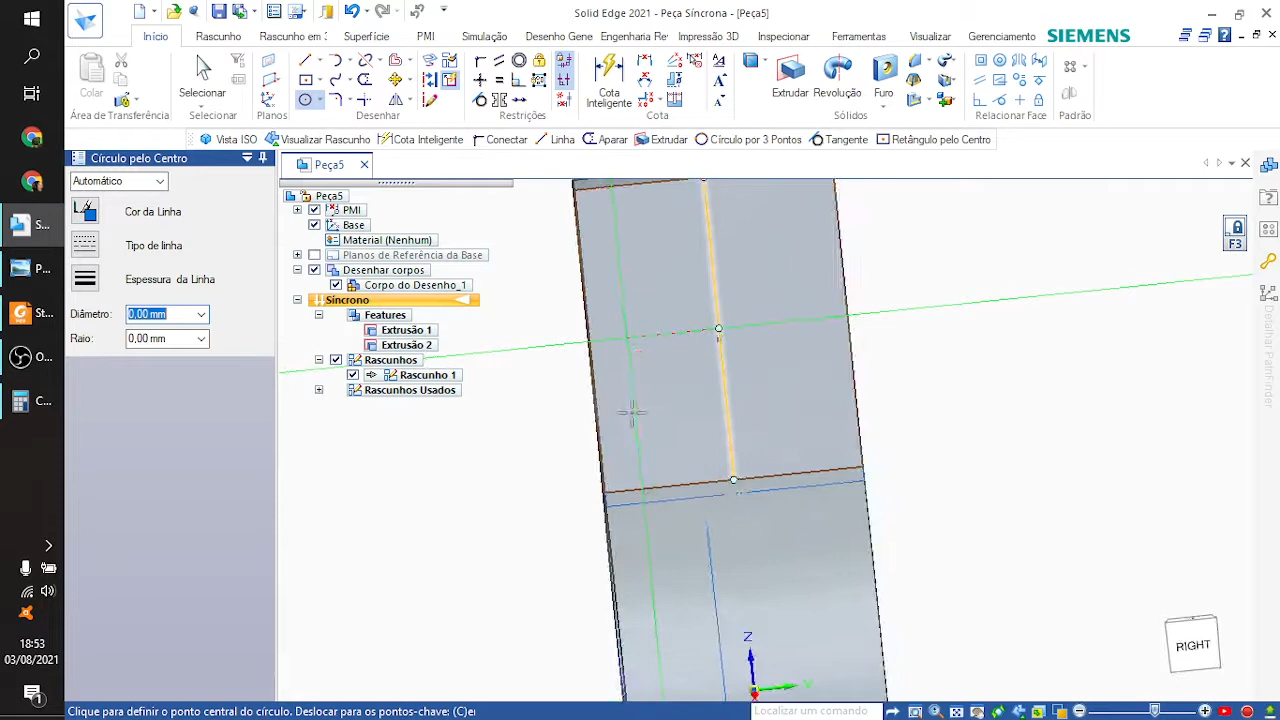 Solid Edge 2021 - Peça Síncrona - [Peça5]
Início
Rascunho
Rascunho em :
Superfície
PMI
Simulação
Desenho Gene
Engenharia Re
Impressão 3D
Inspecionar
Ferramentas
Visualizar
Gerenciamento
SIEMENS
Colar
Selecionar
Cota
Inteligente
Extrudar
Revolução
Furo
Área de Transferência
Planos
Desenhar
Restrições
Cota
Sólidos
Relacionar Face
Padrão
Vista ISO
Visualizar Rascunho
Cota Inteligente
Conectar
Linha
Aparar
Extrudar
Círculo por 3 Pontos
Tangente
Retângulo pelo Centro
Círculo pelo Centro
Peça5
Automático
Cor da Linha
Tipo de linha
Espessura da Linha
Diâmetro: 0,00 mm
Raio: 0,00 mm
Peça5
PMI
Base
Material (Nenhum)
Planos de Referência da Base
Desenhar corpos
Corpo do Desenho_1
Síncrono
Features
Extrusão 1
Extrusão 2
Rascunhos
Rascunho 1
Rascunhos Usados
F3
Detalhar Pathfinder
S...
P...
St...
O...
C...
18:53
03/08/2021
Z
Y
RIGHT
Clique para definir o ponto central do círculo. Deslocar para os pontos-chave: (C)er
Localizar um comando